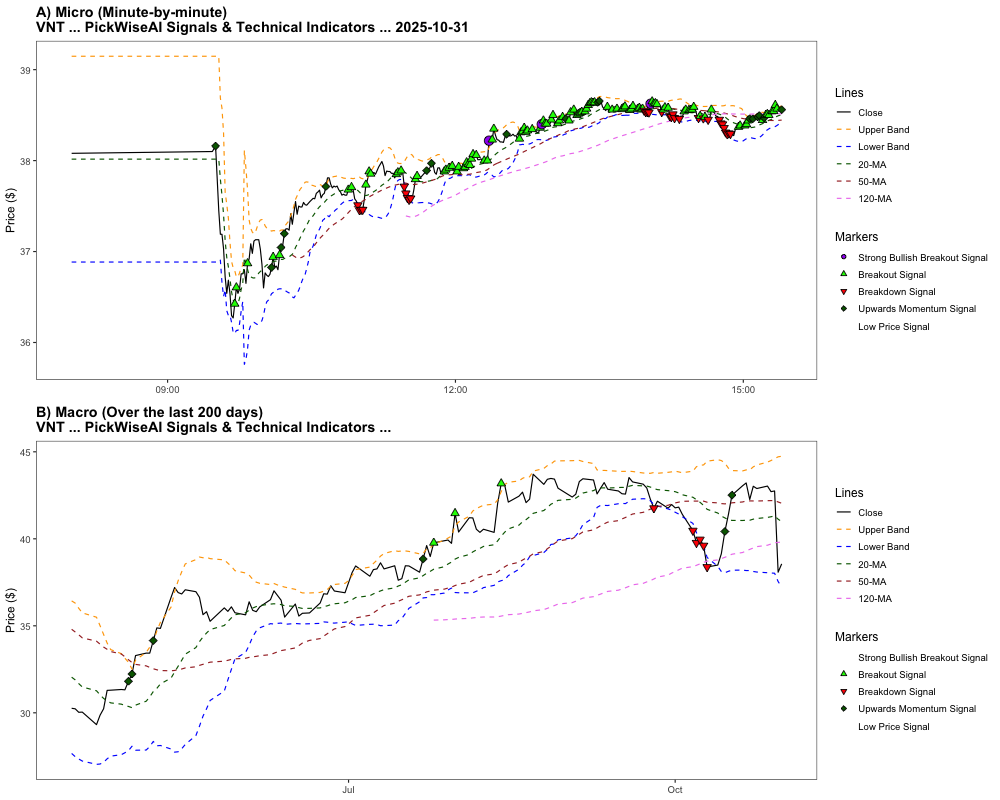 A) Micro (Minute-by-minute)
VNT ... PickWiseAI Signals & Technical Indicators ... 2025-10-31
39
38
37
36
Price ($)
09:00
12:00
15:00
Lines
Close
Upper Band
Lower Band
20-MA
50-MA
120-MA
Markers
Strong Bullish Breakout Signal
Breakout Signal
Breakdown Signal
Upwards Momentum Signal
Low Price Signal
B) Macro (Over the last 200 days)
VNT ... PickWiseAI Signals & Technical Indicators ...
45
40
35
30
Price ($)
Jul
Oct
Lines
Close
Upper Band
Lower Band
20-MA
50-MA
120-MA
Markers
Strong Bullish Breakout Signal
Breakout Signal
Breakdown Signal
Upwards Momentum Signal
Low Price Signal